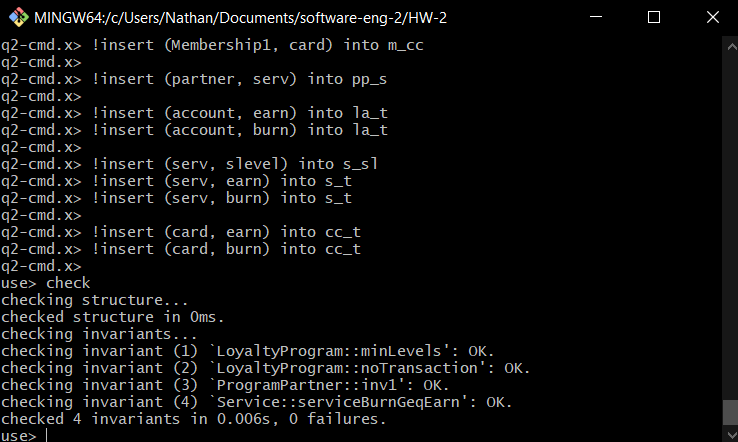 MINGW64:/c/Users/Nathan/Documents/software-eng-2/HW-2
q2-cmd.x> !insert (Membership1, card) into m_cc
q2-cmd.x>
q2-cmd.x> !insert (partner, serv) into pp_s
q2-cmd.x>
q2-cmd.x> !insert (account, earn) into la_t
q2-cmd.x> !insert (account, burn) into la_t
q2-cmd.x>
q2-cmd.x> !insert (serv, slevel) into s_sl
q2-cmd.x> !insert (serv, earn) into s_t
q2-cmd.x> !insert (serv, burn) into s_t
q2-cmd.x>
q2-cmd.x> !insert (card, earn) into cc_t
q2-cmd.x> !insert (card, burn) into cc_t
q2-cmd.x>
use> check
checking structure...
checked structure in 0ms.
checking invariants...
checking invariant (1) `LoyaltyProgram::minLevels': OK.
checking invariant (2) `LoyaltyProgram::noTransaction': OK.
checking invariant (3) `ProgramPartner::inv1': OK.
checking invariant (4) `Service::serviceBurnGeqEarn': OK.
checked 4 invariants in 0.006s, 0 failures.
use>